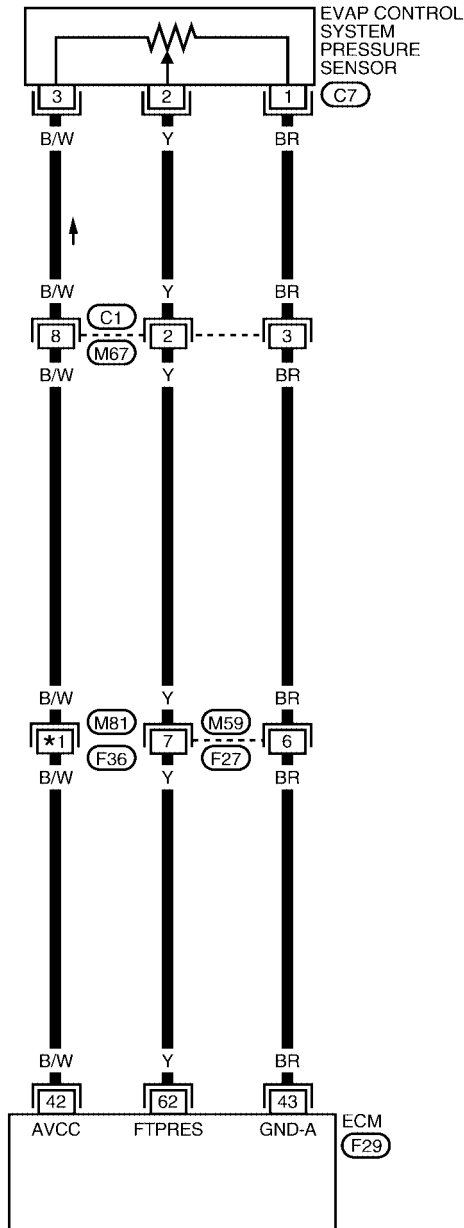 EVAP CONTROL
SYSTEM
PRESSURE
SENSOR
3 2 1 C7
B/W Y BR
B/W Y BR
C1
8 2 3
M67
B/W Y BR
B/W Y BR
M81 M59
*1 7 6
F36 F27
B/W Y BR
B/W Y BR
42 62 43
AVCC FTPRES GND-A ECM
F29